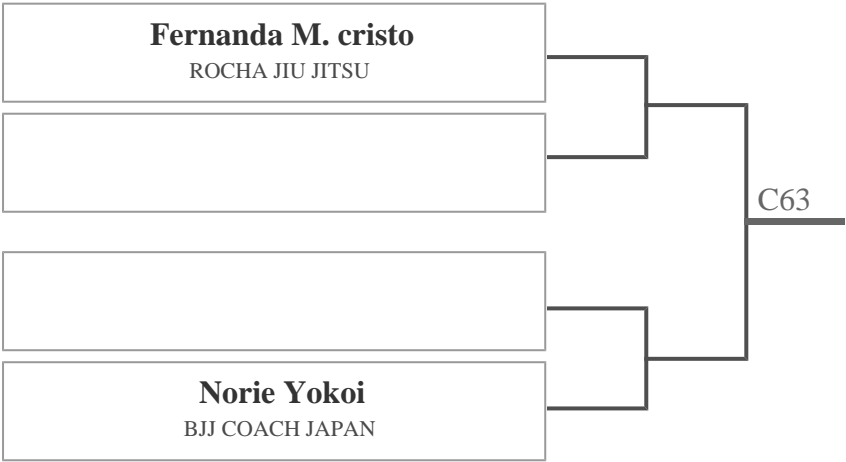 Fernanda M. cristo
ROCHA JIU JITSU
C63
Norie Yokoi
BJJ COACH JAPAN